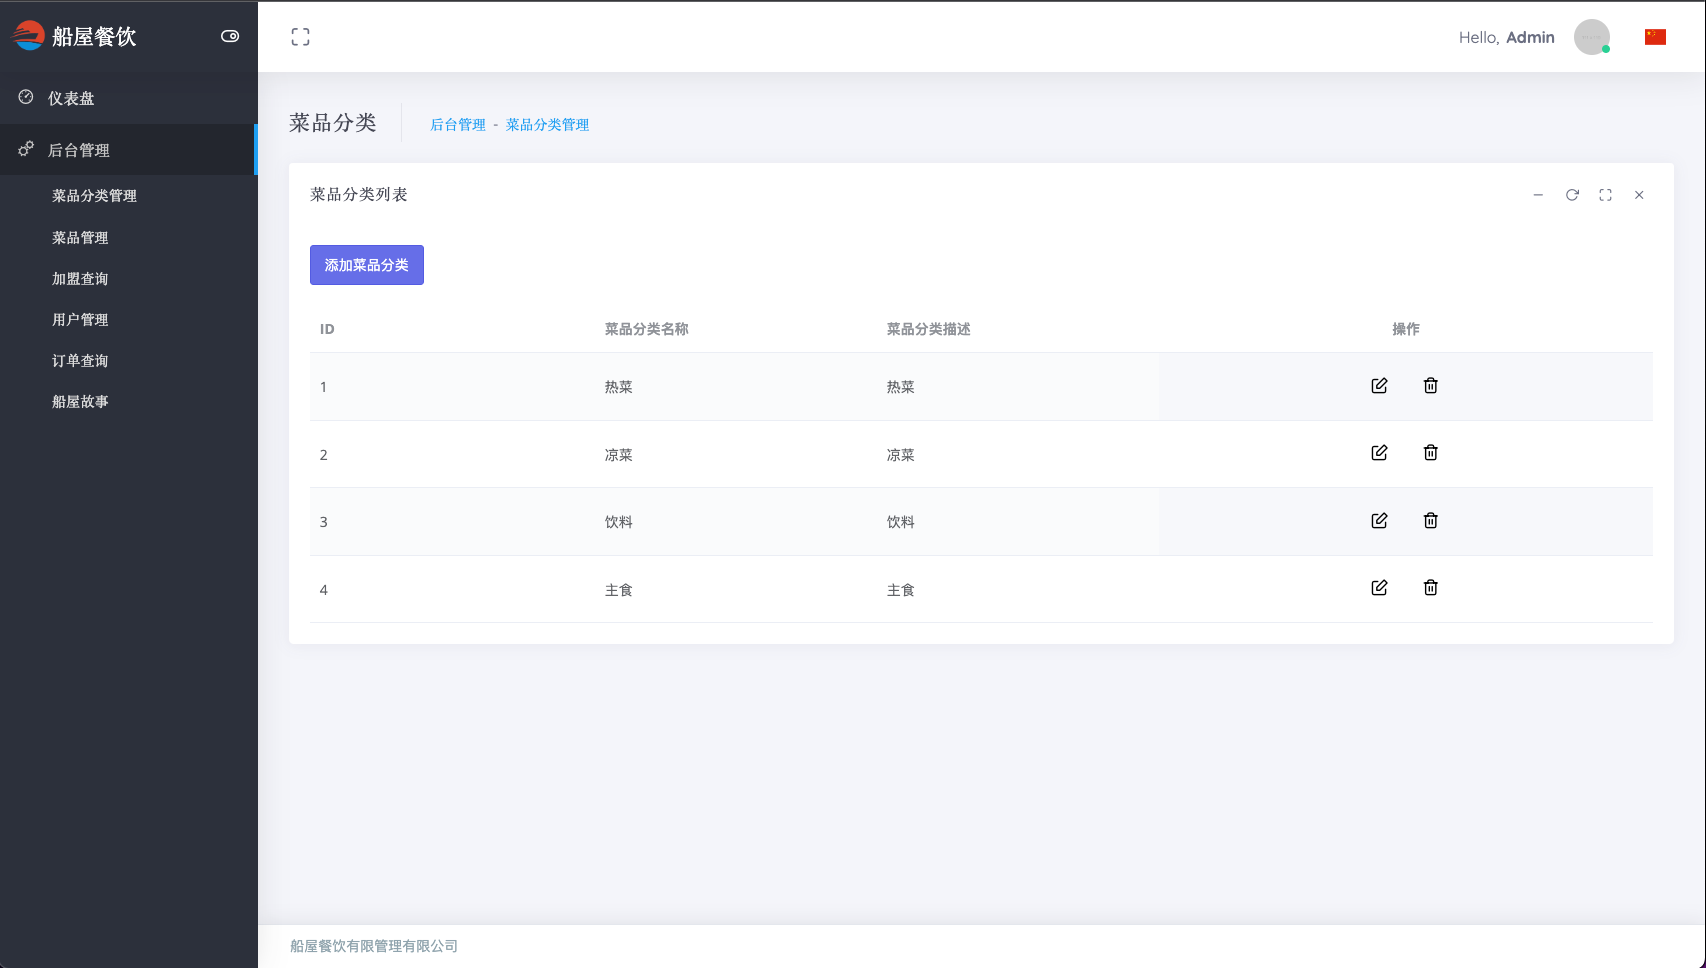 船屋餐饮
Hello, Admin
仪表盘
后台管理
菜品分类管理
菜品管理
加盟查询
用户管理
订单查询
船屋故事
菜品分类
后台管理 - 菜品分类管理
菜品分类列表
添加菜品分类
ID 菜品分类名称 菜品分类描述 操作
1 热菜 热菜
2 凉菜 凉菜
3 饮料 饮料
4 主食 主食
船屋餐饮有限管理有限公司